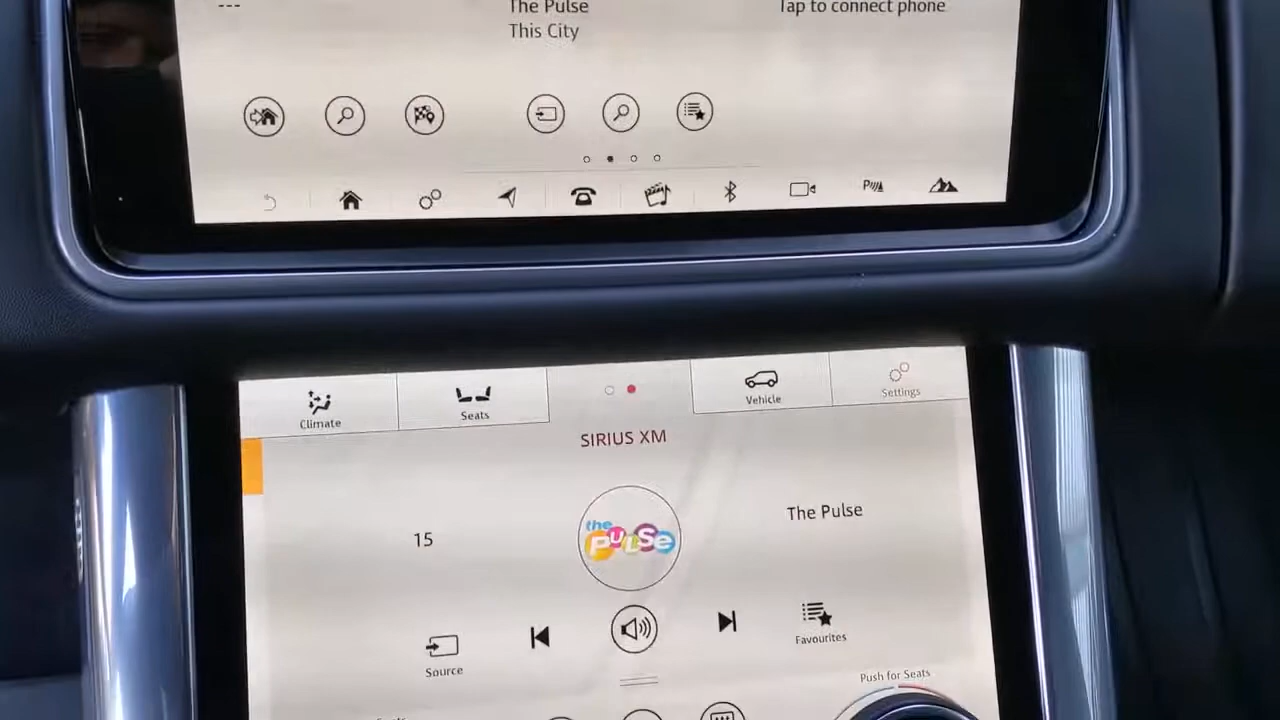 ---
The Pulse
Tap to connect phone
This City
P
Climate
Seats
Vehicle
Settings
SIRIUS XM
15
the PULSE
The Pulse
Source
Favourites
Push for Seats